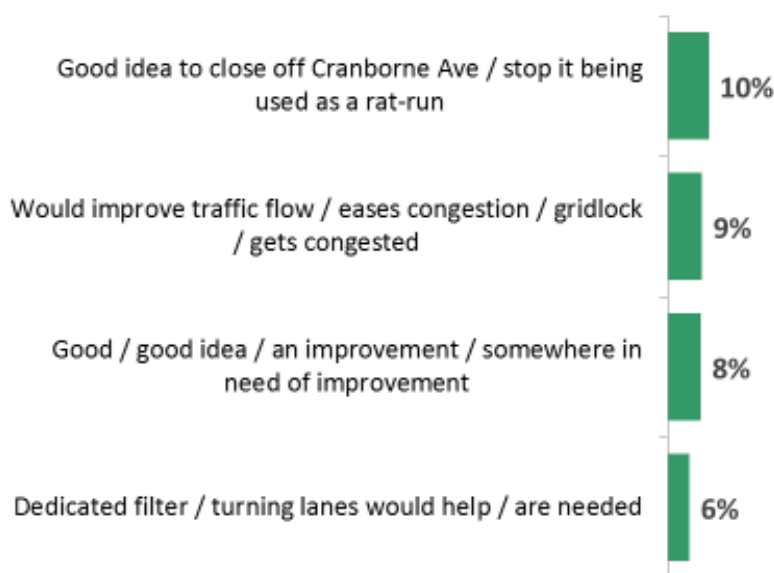 Good idea to close off Cranborne Ave / stop it being
used as a rat-run
10%
Would improve traffic flow / eases congestion / gridlock
/ gets congested
9%
Good / good idea / an improvement / somewhere in
need of improvement
8%
Dedicated filter / turning lanes would help / are needed
6%